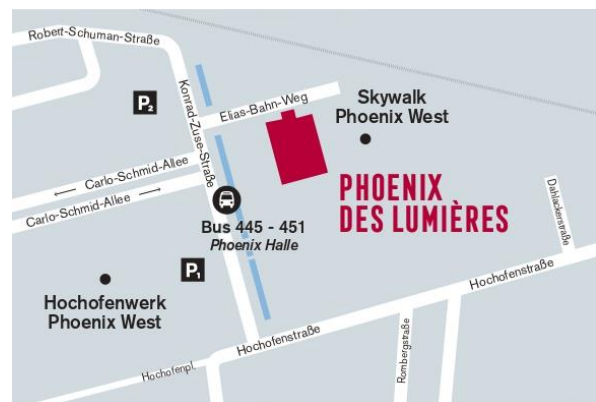 Robert-Schuman-Straße
P2
Konrad-Zuse-Straße
Elias-Bahn-Weg
Skywalk
Phoenix West
← Carlo-Schmid-Allee
Carlo-Schmid-Allee →
PHOENIX
DES LUMIÈRES
Dahlackerstraße
Bus 445 - 451
Phoenix Halle
P1
Hochofenwerk
Phoenix West
Hochofenstraße
Hochofenstraße
Rombergstraße
Hochofenpl.